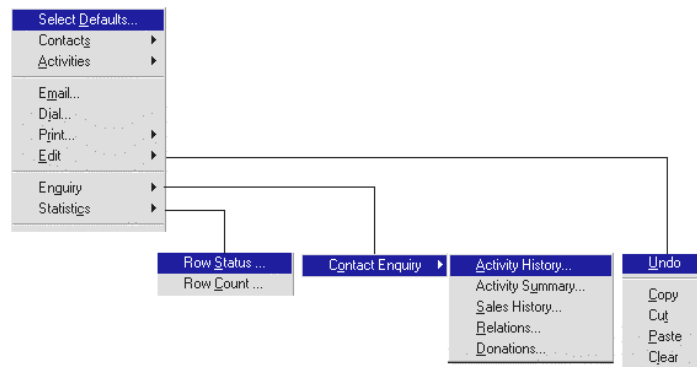 Select Defaults...
Contacts
Activities
Email...
Dial...
Print...
Edit
Enquiry
Statistics
Row Status ...
Row Count ...
Contact Enquiry
Activity History...
Activity Summary...
Sales History...
Relations...
Donations...
Undo
Copy
Cut
Paste
Clear